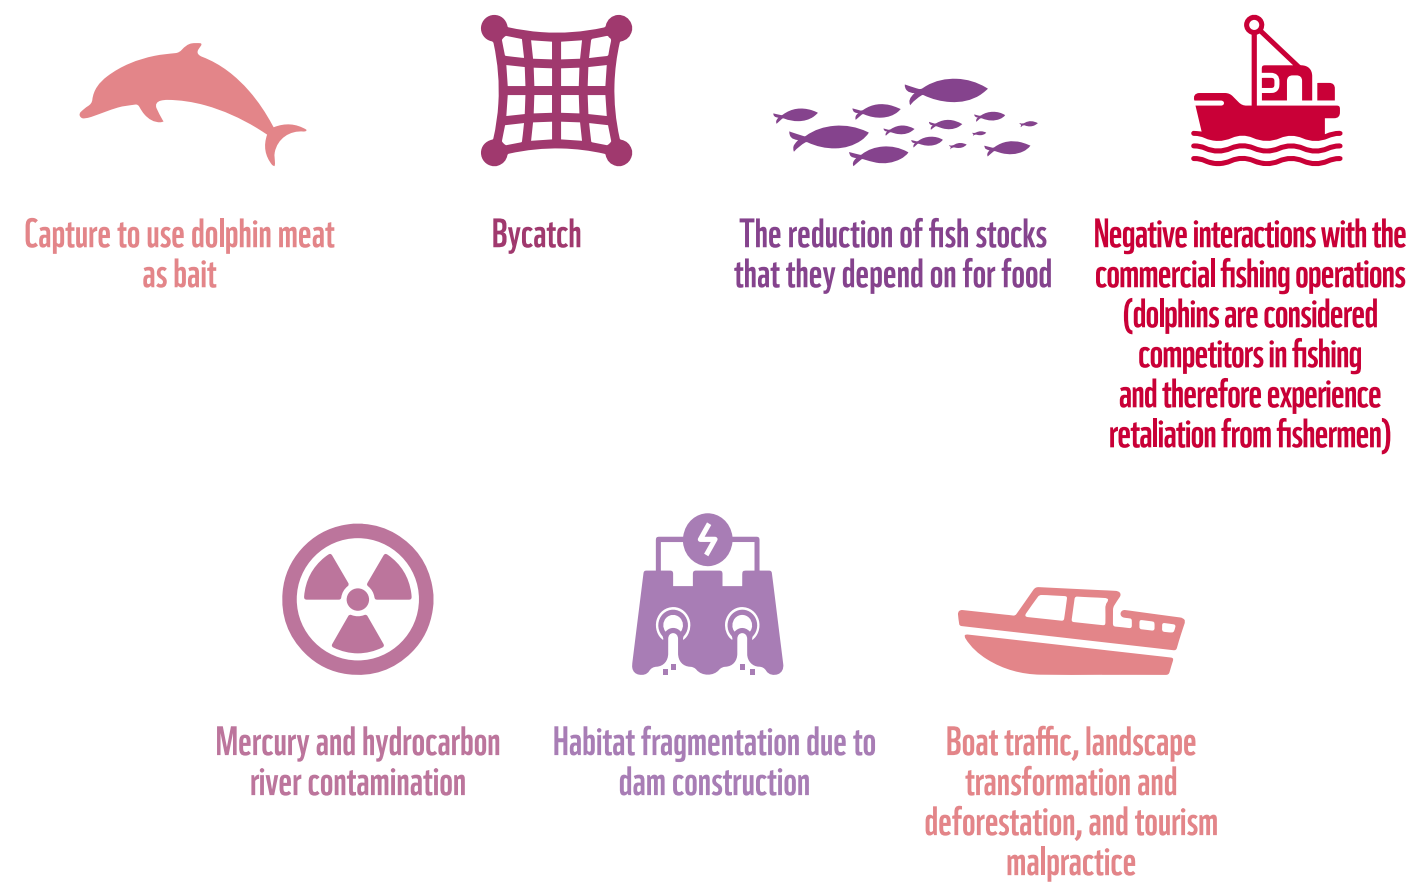 Capture to use dolphin meat
as bait
Bycatch
The reduction of fish stocks
that they depend on for food
Negative interactions with the
commercial fishing operations
(dolphins are considered
competitors in fishing
and therefore experience
retaliation from fishermen)
Mercury and hydrocarbon
river contamination
Habitat fragmentation due to
dam construction
Boat traffic, landscape
transformation and
deforestation, and tourism
malpractice